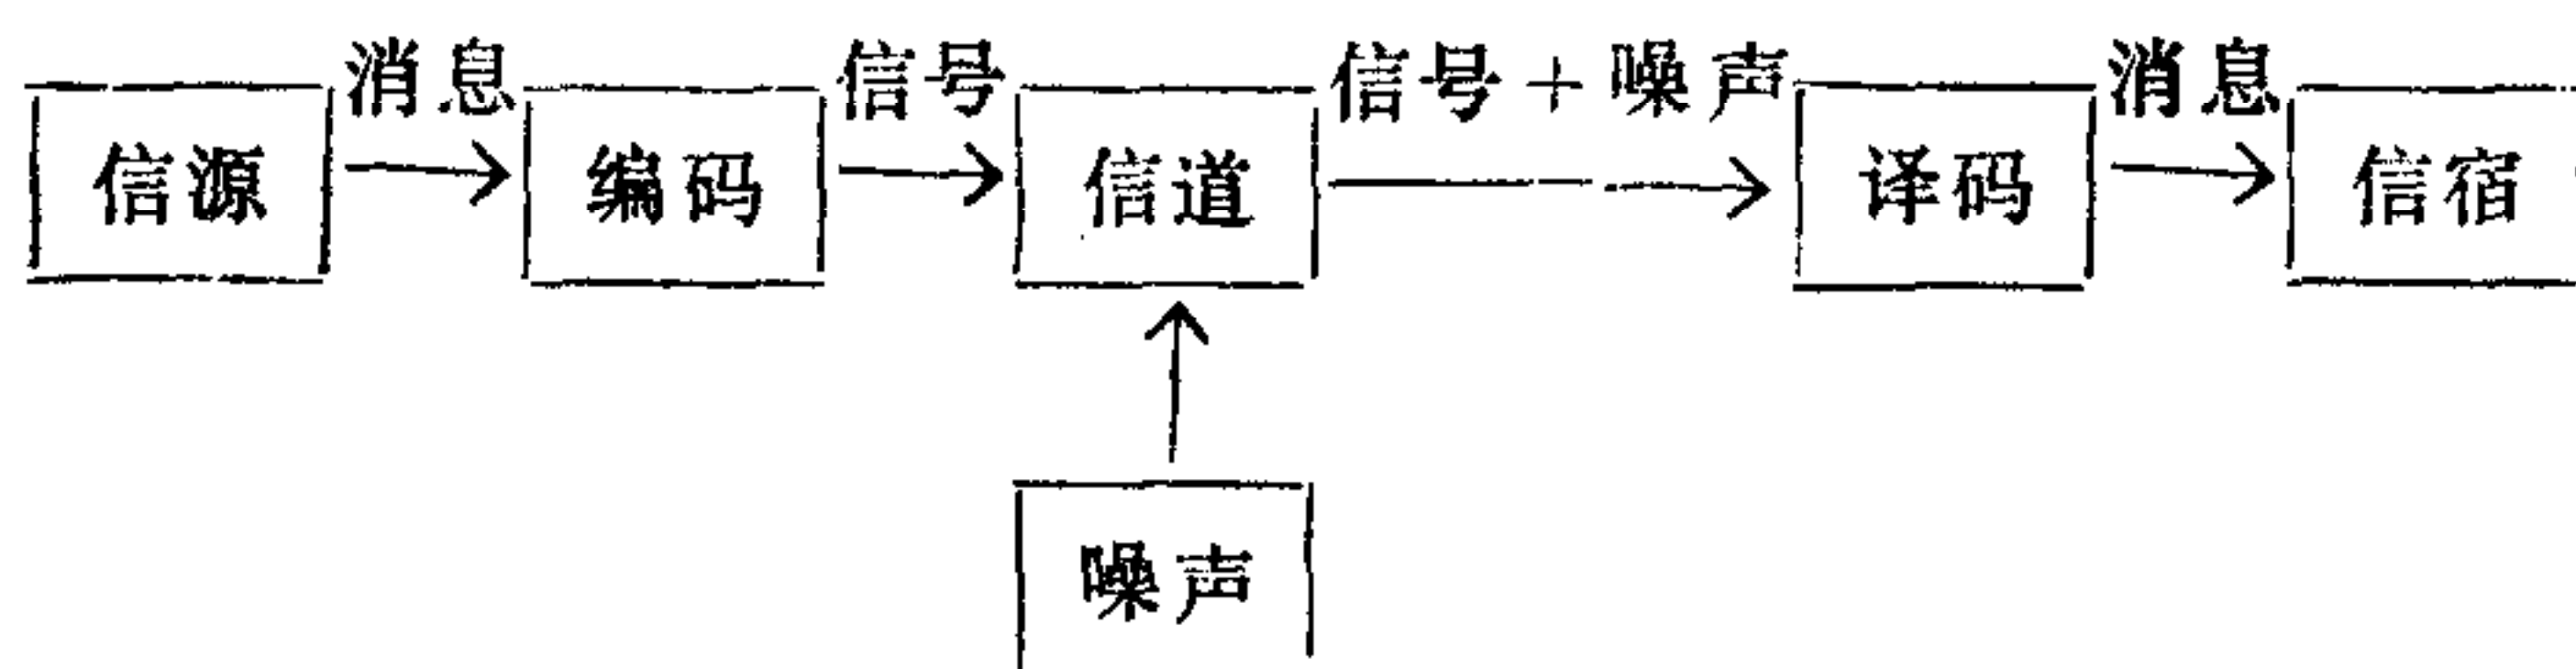 消息 信号 信号+噪声 消息
信源 编码 信道 译码 信宿
噪声